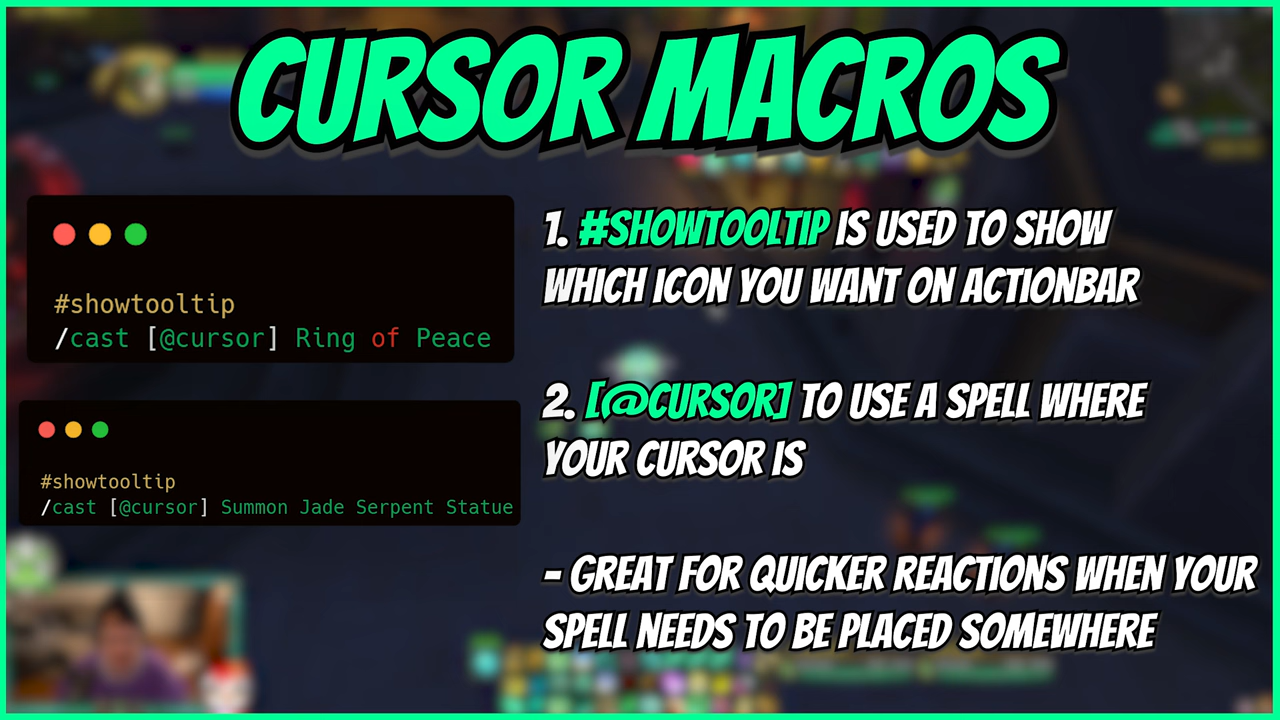 CURSOR MACROS
#showtooltip
/cast [@cursor] Ring of Peace
#showtooltip
/cast [@cursor] Summon Jade Serpent Statue
1. #SHOWTOOLTIP IS USED TO SHOW
WHICH ICON YOU WANT ON ACTIONBAR
2. [@CURSOR] TO USE A SPELL WHERE
YOUR CURSOR IS
- GREAT FOR QUICKER REACTIONS WHEN YOUR
SPELL NEEDS TO BE PLACED SOMEWHERE